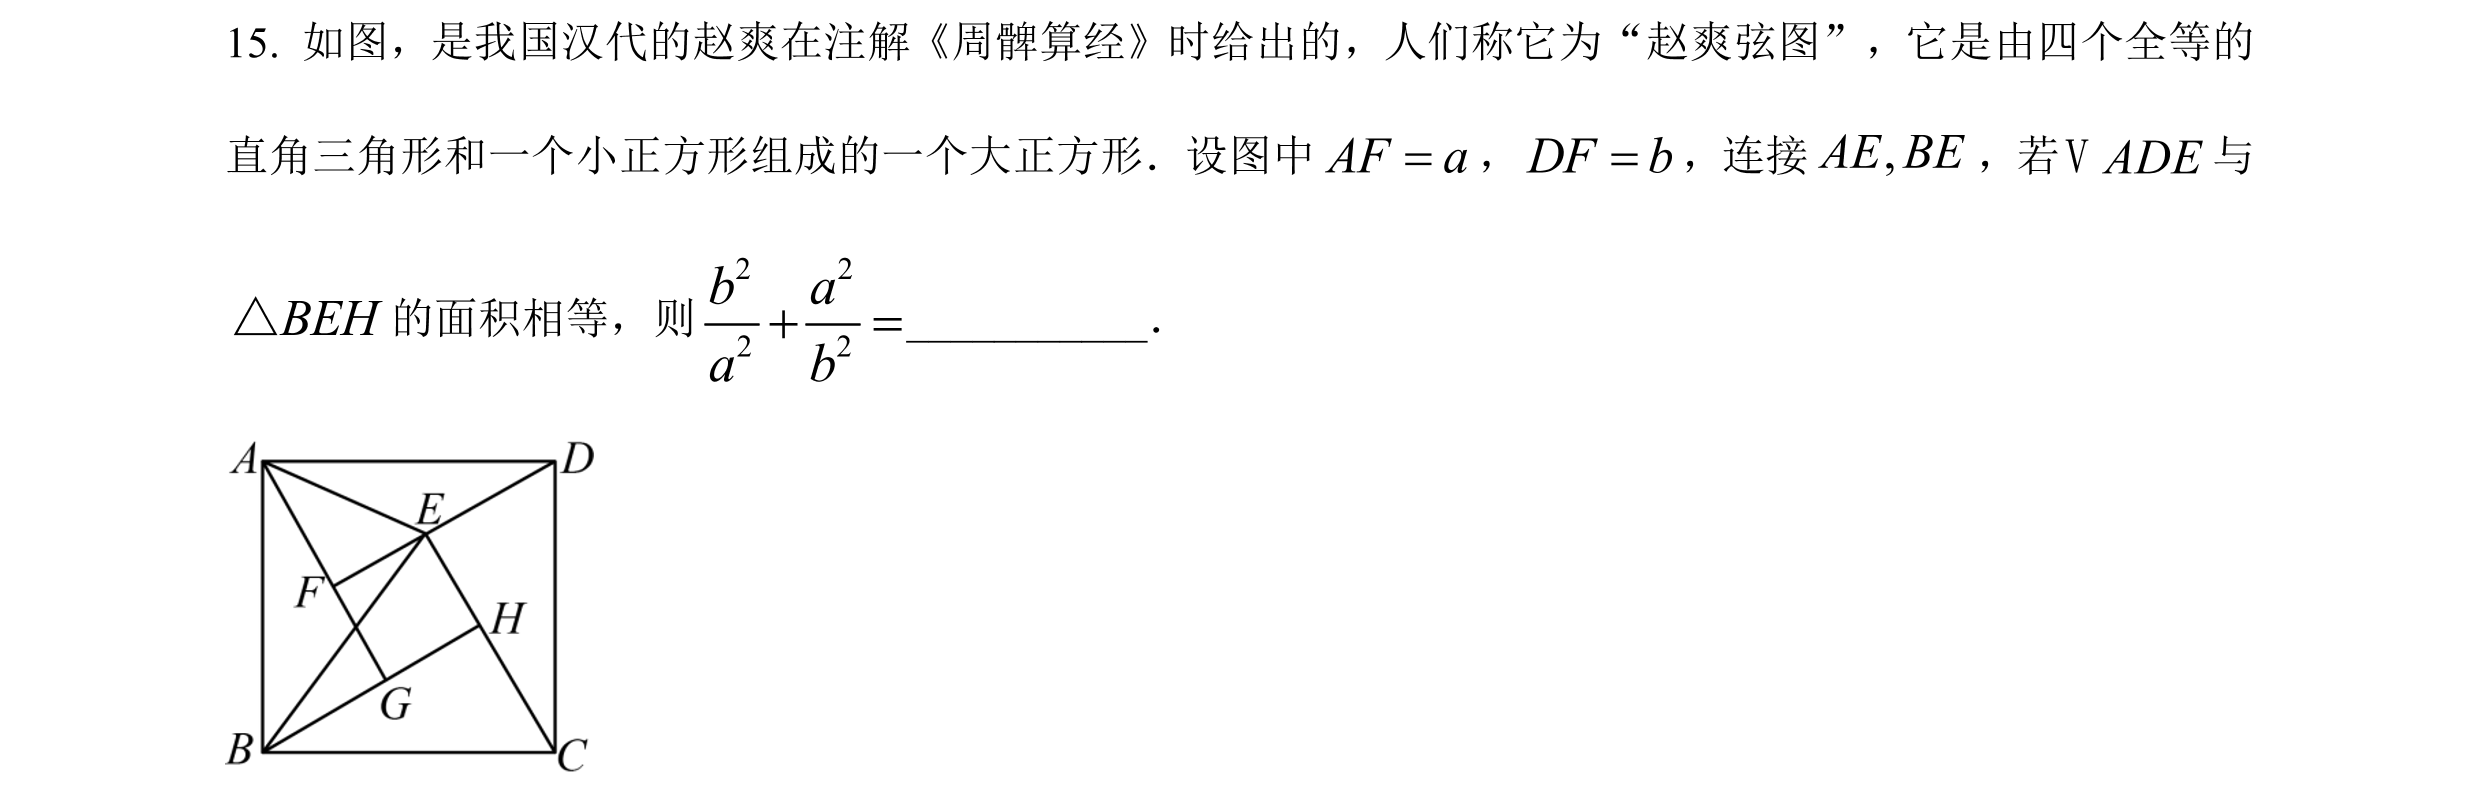 15. 如图，是我国汉代的赵爽在注解《周髀算经》时给出的，人们称它为“赵爽弦图”，它是由四个全等的
直角三角形和一个小正方形组成的一个大正方形．设图中 AF = a，DF = b，连接 AE, BE，若V ADE 与
△BEH 的面积相等，则 \frac{b^2}{a^2} + \frac{a^2}{b^2} = ___________.
A D
E
F
H
G
B C